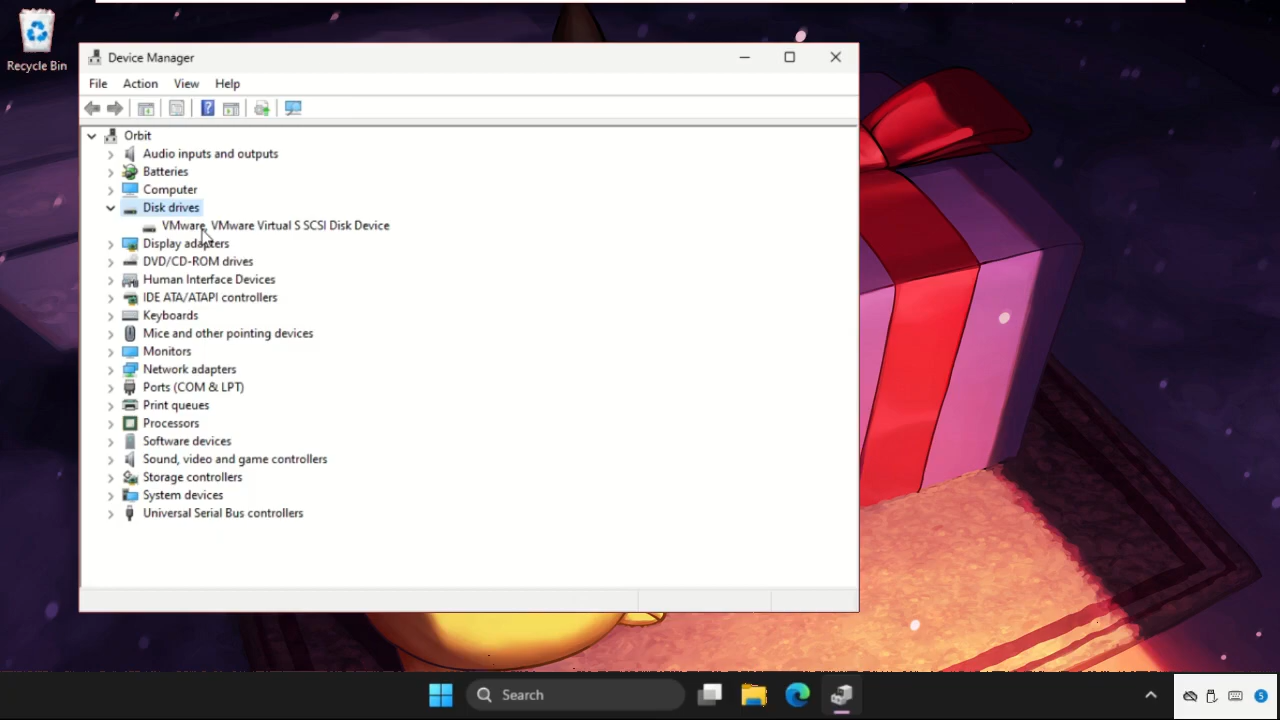 Recycle Bin
Device Manager
File Action View Help
Orbit
Audio inputs and outputs
Batteries
Computer
Disk drives
VMware, VMware Virtual S SCSI Disk Device
Display adapters
DVD/CD-ROM drives
Human Interface Devices
IDE ATA/ATAPI controllers
Keyboards
Mice and other pointing devices
Monitors
Network adapters
Ports (COM & LPT)
Print queues
Processors
Software devices
Sound, video and game controllers
Storage controllers
System devices
Universal Serial Bus controllers
Search
5